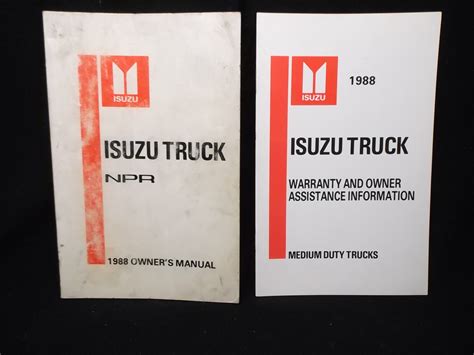 ISUZU
ISUZU TRUCK
NPR
1988 OWNER'S MANUAL
ISUZU
1988
ISUZU TRUCK
WARRANTY AND OWNER
ASSISTANCE INFORMATION
MEDIUM DUTY TRUCKS